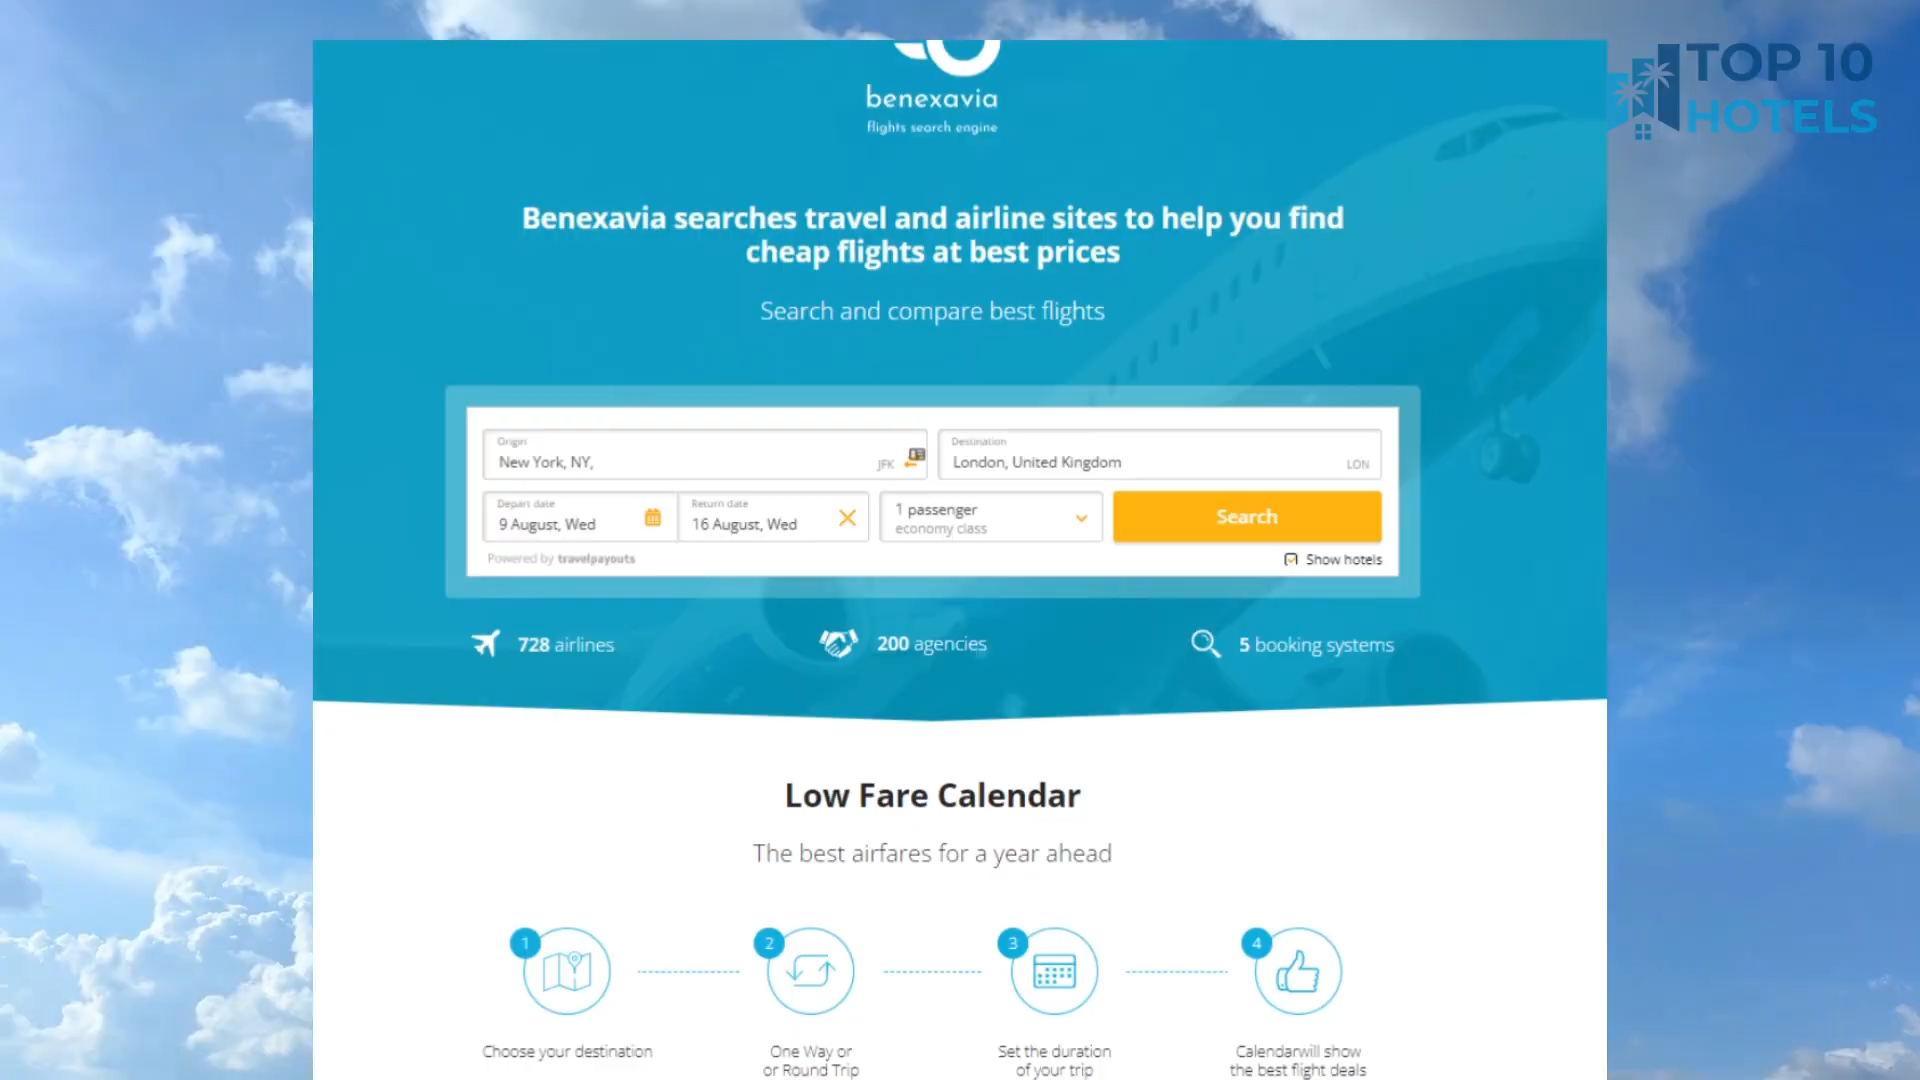 TOP 10
HOTELS
benexavia
flights search engine
Benexavia searches travel and airline sites to help you find
cheap flights at best prices
Search and compare best flights
Origin
New York, NY,
JFK
Destination
London, United Kingdom
LON
Depart date
9 August, Wed
Return date
16 August, Wed
1 passenger
economy class
Search
Powered by travelpayouts
Show hotels
728 airlines
200 agencies
5 booking systems
Low Fare Calendar
The best airfares for a year ahead
1
2
3
4
Choose your destination
One Way or
or Round Trip
Set the duration
of your trip
Calendarwill show
the best flight deals